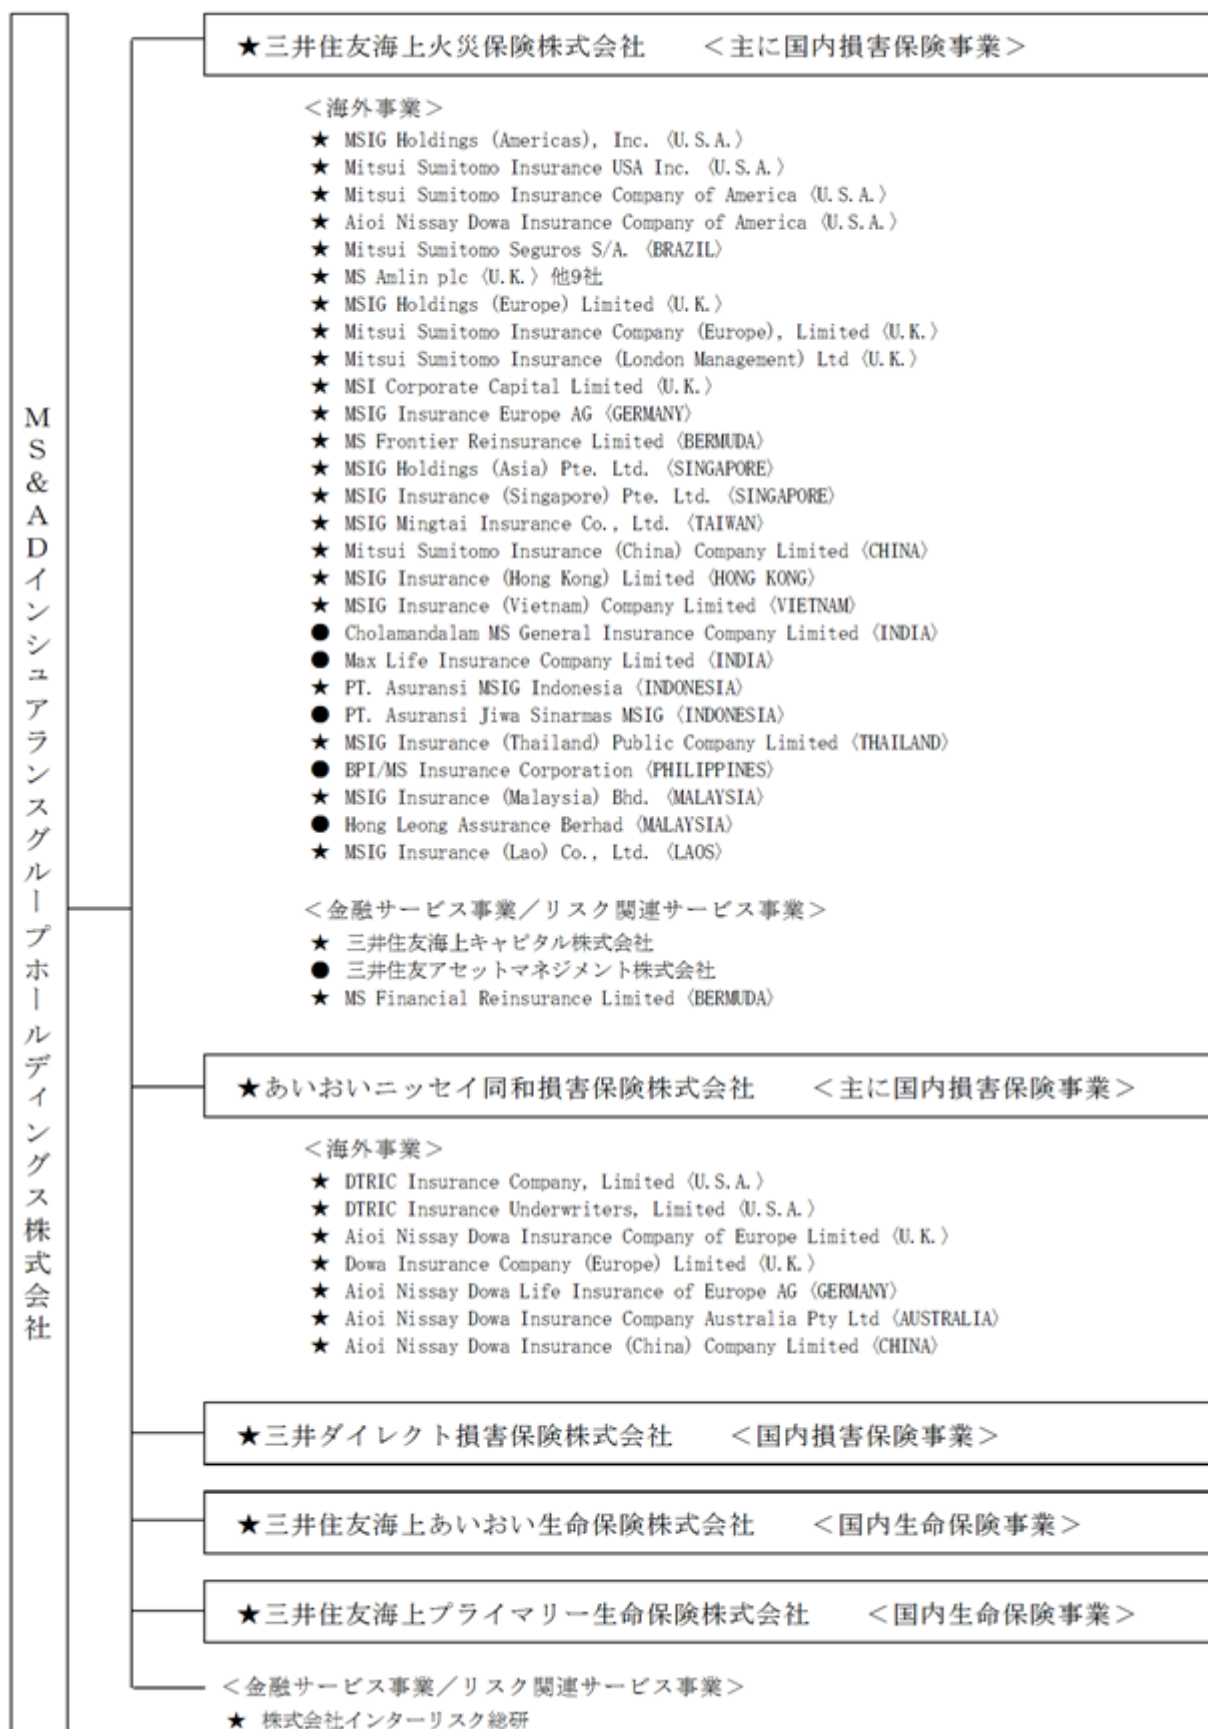 MS&ADインシュアランスグループホールディングス株式会社
★三井住友海上火災保険株式会社 <主に国内損害保険事業>
<海外事業>
★ MSIG Holdings (Americas), Inc. 〈U.S.A.〉
★ Mitsui Sumitomo Insurance USA Inc. 〈U.S.A.〉
★ Mitsui Sumitomo Insurance Company of America 〈U.S.A.〉
★ Aioi Nissay Dowa Insurance Company of America 〈U.S.A.〉
★ Mitsui Sumitomo Seguros S/A. 〈BRAZIL〉
★ MS Amlin plc 〈U.K.〉他9社
★ MSIG Holdings (Europe) Limited 〈U.K.〉
★ Mitsui Sumitomo Insurance Company (Europe), Limited 〈U.K.〉
★ Mitsui Sumitomo Insurance (London Management) Ltd 〈U.K.〉
★ MSI Corporate Capital Limited 〈U.K.〉
★ MSIG Insurance Europe AG 〈GERMANY〉
★ MS Frontier Reinsurance Limited 〈BERMUDA〉
★ MSIG Holdings (Asia) Pte. Ltd. 〈SINGAPORE〉
★ MSIG Insurance (Singapore) Pte. Ltd. 〈SINGAPORE〉
★ MSIG Mingtai Insurance Co., Ltd. 〈TAIWAN〉
★ Mitsui Sumitomo Insurance (China) Company Limited 〈CHINA〉
★ MSIG Insurance (Hong Kong) Limited 〈HONG KONG〉
★ MSIG Insurance (Vietnam) Company Limited 〈VIETNAM〉
● Cholamandalam MS General Insurance Company Limited 〈INDIA〉
● Max Life Insurance Company Limited 〈INDIA〉
★ PT. Asuransi MSIG Indonesia 〈INDONESIA〉
● PT. Asuransi Jiwa Sinarmas MSIG 〈INDONESIA〉
★ MSIG Insurance (Thailand) Public Company Limited 〈THAILAND〉
● BPI/MS Insurance Corporation 〈PHILIPPINES〉
★ MSIG Insurance (Malaysia) Bhd. 〈MALAYSIA〉
● Hong Leong Assurance Berhad 〈MALAYSIA〉
★ MSIG Insurance (Lao) Co., Ltd. 〈LAOS〉
<金融サービス事業/リスク関連サービス事業>
★ 三井住友海上キャピタル株式会社
● 三井住友アセットマネジメント株式会社
★ MS Financial Reinsurance Limited 〈BERMUDA〉
★あいおいニッセイ同和損害保険株式会社 <主に国内損害保険事業>
<海外事業>
★ DTRIC Insurance Company, Limited 〈U.S.A.〉
★ DTRIC Insurance Underwriters, Limited 〈U.S.A.〉
★ Aioi Nissay Dowa Insurance Company of Europe Limited 〈U.K.〉
★ Dowa Insurance Company (Europe) Limited 〈U.K.〉
★ Aioi Nissay Dowa Life Insurance of Europe AG 〈GERMANY〉
★ Aioi Nissay Dowa Insurance Company Australia Pty Ltd 〈AUSTRALIA〉
★ Aioi Nissay Dowa Insurance (China) Company Limited 〈CHINA〉
★三井ダイレクト損害保険株式会社 <国内損害保険事業>
★三井住友海上あいおい生命保険株式会社 <国内生命保険事業>
★三井住友海上プライマリー生命保険株式会社 <国内生命保険事業>
<金融サービス事業/リスク関連サービス事業>
★ 株式会社インターリスク総研